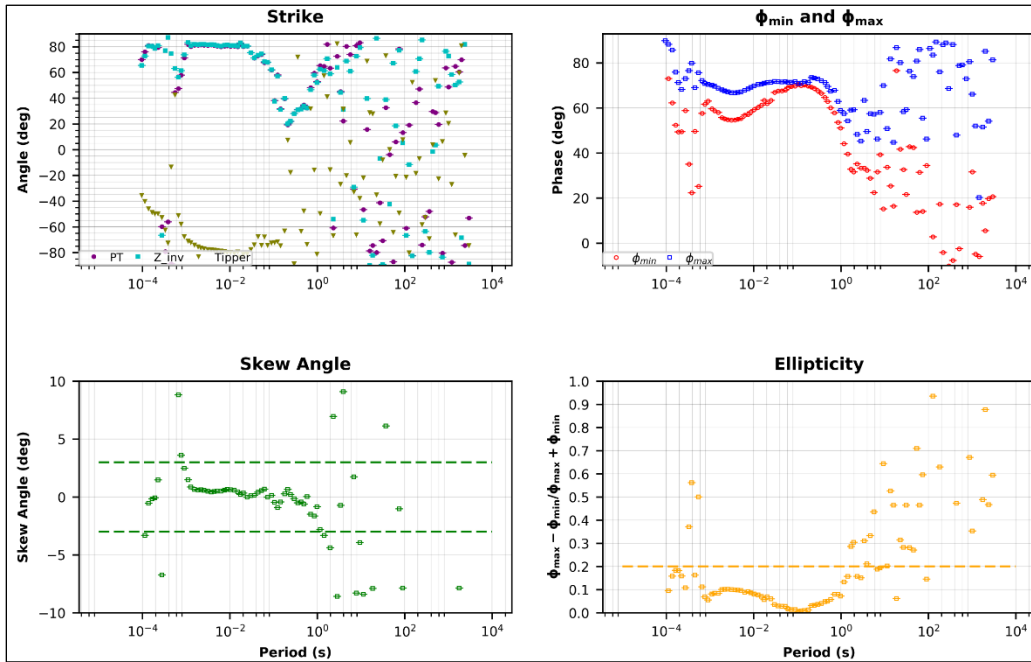 Strike
80
60
40
20
0
−20
−40
−60
−80
Angle (deg)
PT Z_inv Tipper
10⁻⁴ 10⁻² 10⁰ 10² 10⁴
ϕmin and ϕmax
80
60
40
20
0
Phase (deg)
ϕmin ϕmax
10⁻⁴ 10⁻² 10⁰ 10² 10⁴
Skew Angle
10
5
0
−5
−10
Skew Angle (deg)
10⁻⁴ 10⁻² 10⁰ 10² 10⁴
Period (s)
Ellipticity
1.0
0.9
0.8
0.7
0.6
0.5
0.4
0.3
0.2
0.1
0.0
ϕmax − ϕmin/ϕmax + ϕmin
10⁻⁴ 10⁻² 10⁰ 10² 10⁴
Period (s)